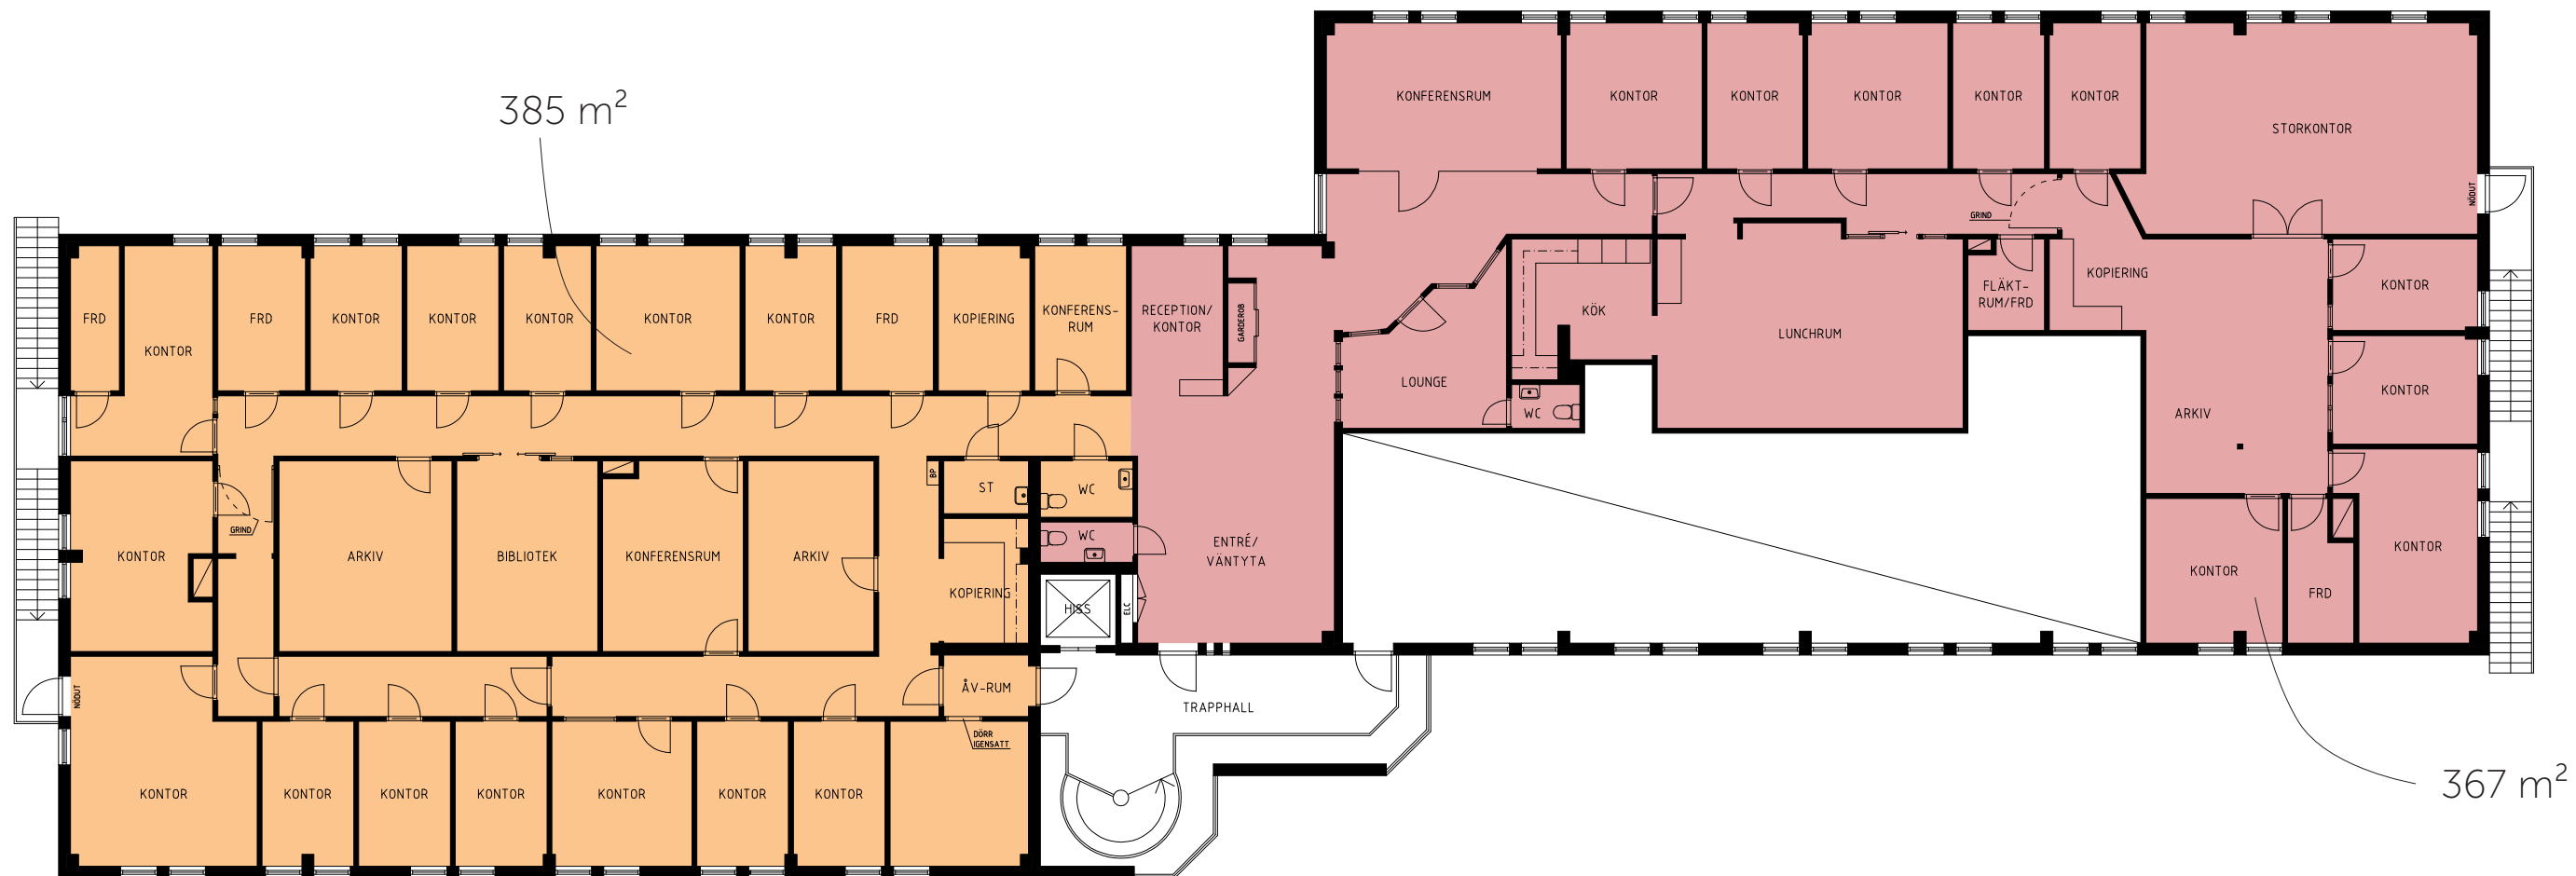 385 m²
KONFERENSRUM
KONTOR
KONTOR
KONTOR
KONTOR
KONTOR
STORKONTOR
NÖDUT
GRIND
FRD
KONTOR
FRD
KONTOR
KONTOR
KONTOR
KONTOR
KONTOR
FRD
KOPIERING
KONFERENS-
RUM
RECEPTION/
KONTOR
GARDEROB
LOUNGE
KÖK
WC
LUNCHRUM
FLÄKT-
RUM/FRD
KOPIERING
KONTOR
KONTOR
ARKIV
KONTOR
GRIND
KONTOR
ARKIV
BIBLIOTEK
KONFERENSRUM
ARKIV
BP
ST
WC
WC
KOPIERING
HISS
ELC
ENTRÉ/
VÄNTYTA
KONTOR
FRD
NÖDUT
ÅV-RUM
TRAPPHALL
DÖRR
IGENSATT
KONTOR
KONTOR
KONTOR
KONTOR
KONTOR
KONTOR
KONTOR
367 m²